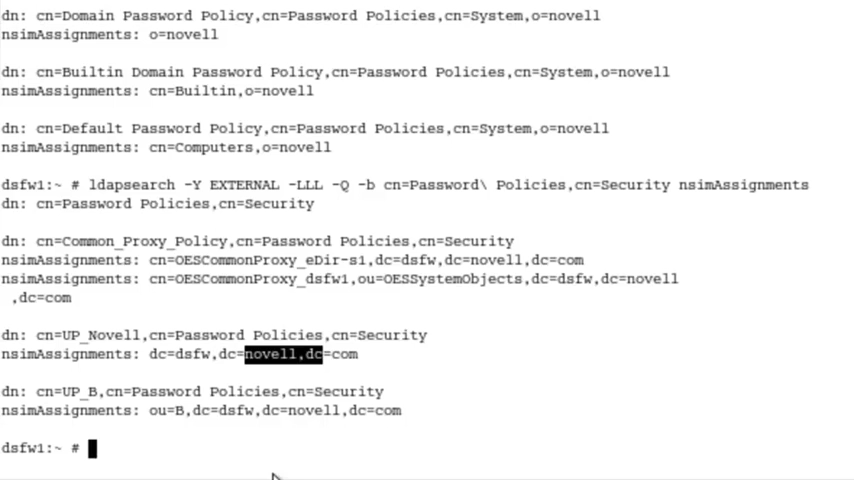 dn: cn=Domain Password Policy,cn=Password Policies,cn=System,o=novell
nsimAssignments: o=novell
dn: cn=Builtin Domain Password Policy,cn=Password Policies,cn=System,o=novell
nsimAssignments: cn=Builtin,o=novell
dn: cn=Default Password Policy,cn=Password Policies,cn=System,o=novell
nsimAssignments: cn=Computers,o=novell
dsfw1:~ # ldapsearch -Y EXTERNAL -LLL -Q -b cn=Password\ Policies,cn=Security nsimAssignments
dn: cn=Password Policies,cn=Security
dn: cn=Common_Proxy_Policy,cn=Password Policies,cn=Security
nsimAssignments: cn=OESCommonProxy_eDir-s1,dc=dsfw,dc=novell,dc=com
nsimAssignments: cn=OESCommonProxy_dsfw1,ou=OESSystemObjects,dc=dsfw,dc=novell
 ,dc=com
dn: cn=UP_Novell,cn=Password Policies,cn=Security
nsimAssignments: dc=dsfw,dc=novell,dc=com
dn: cn=UP_B,cn=Password Policies,cn=Security
nsimAssignments: ou=B,dc=dsfw,dc=novell,dc=com
dsfw1:~ #